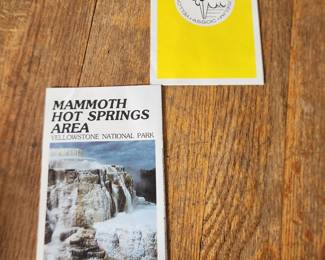 MAMMOTH
HOT SPRINGS
AREA
YELLOWSTONE NATIONAL PARK